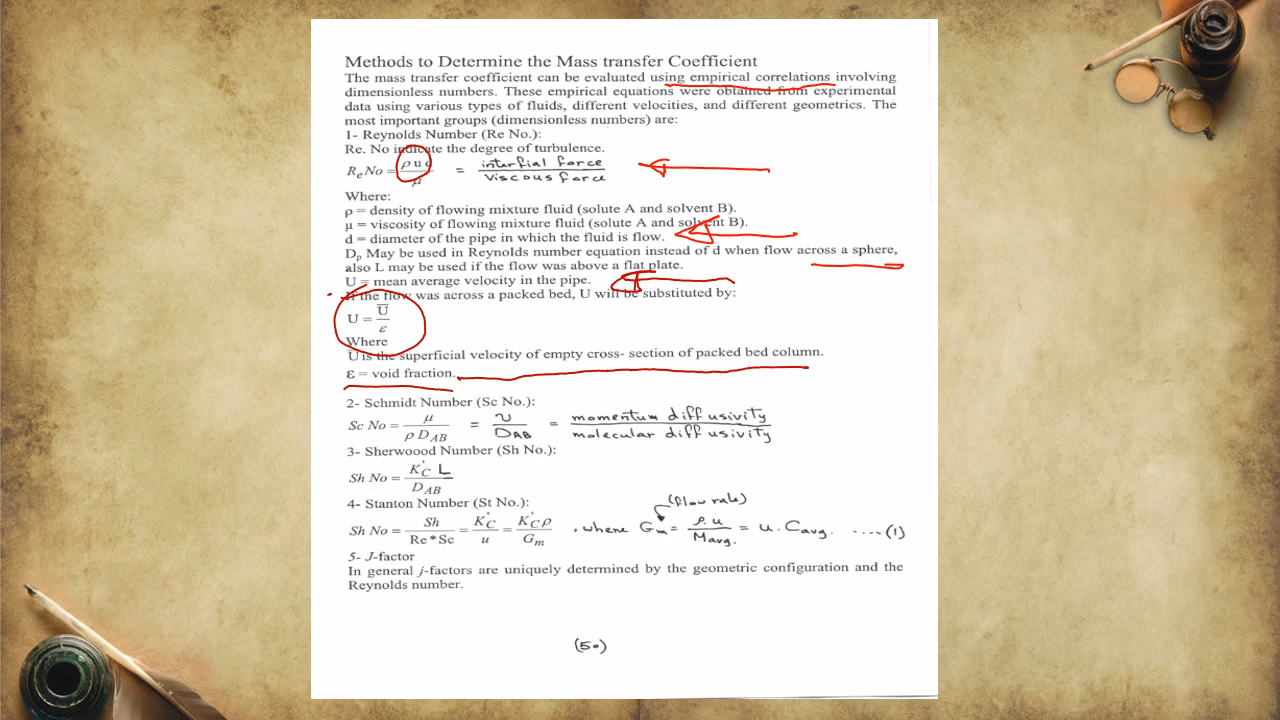 Methods to Determine the Mass transfer Coefficient
The mass transfer coefficient can be evaluated using empirical correlations involving
dimensionless numbers. These empirical equations were obtained from experimental
data using various types of fluids, different velocities, and different geometrics. The
most important groups (dimensionless numbers) are:
1- Reynolds Number (Re No.):
Re. No indicate the degree of turbulence.
ReNo = ρ u d / μ = interfial force / viscous force
Where:
ρ = density of flowing mixture fluid (solute A and solvent B).
μ = viscosity of flowing mixture fluid (solute A and solvent B).
d = diameter of the pipe in which the fluid is flow.
Dp May be used in Reynolds number equation instead of d when flow across a sphere,
also L may be used if the flow was above a flat plate.
U = mean average velocity in the pipe.
If the flow was across a packed bed, U will be substituted by:
U = U̅ / ε
Where
U is the superficial velocity of empty cross- section of packed bed column.
ε = void fraction.
2- Schmidt Number (Sc No.):
Sc No = μ / ρ DAB = υ / DAB = momentum diffusivity / molecular diffusivity
3- Sherwoood Number (Sh No.):
Sh No = K'C L / DAB
4- Stanton Number (St No.):
(flow rate)
Sh No = Sh / Re*Sc = K'C / u = K'C ρ / Gm , where Gm = ρ.u / Mavg. = u. Cavg. ....(1)
5- J-factor
In general j-factors are uniquely determined by the geometric configuration and the
Reynolds number.
(50)